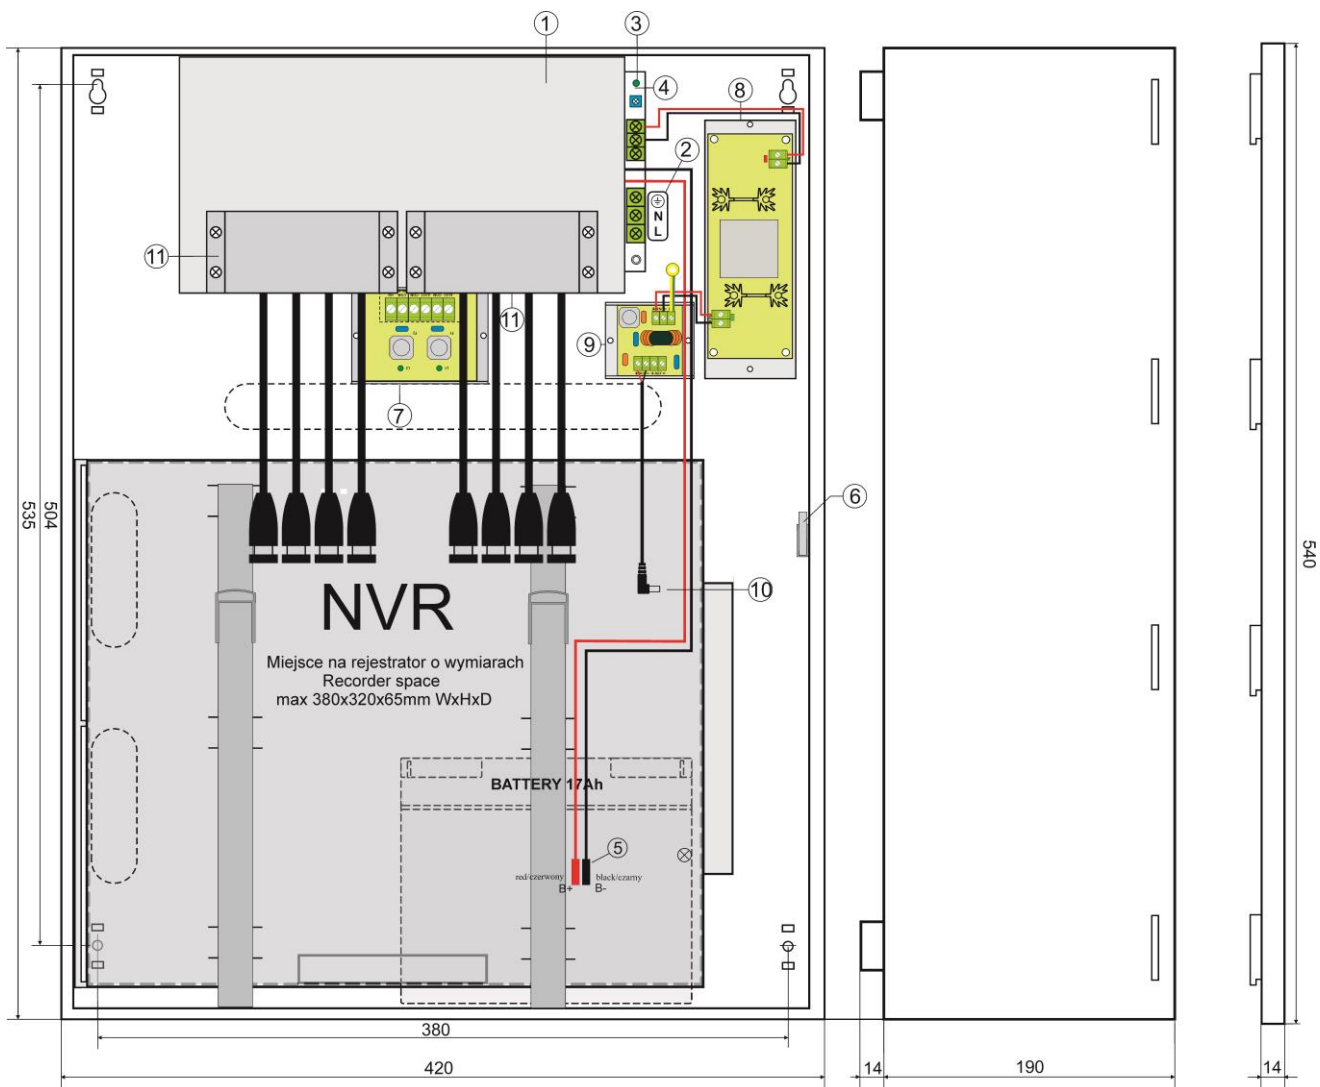 1
3
4
8
2
N
L
11
11
9
7
6
504
535
540
10
NVR
Miejsce na rejestrator o wymiarach
Recorder space
max 380x320x65mm WxHxD
BATTERY 17Ah
5
red/czerwony
black/czarny
B+
B-
380
420
14
190
14